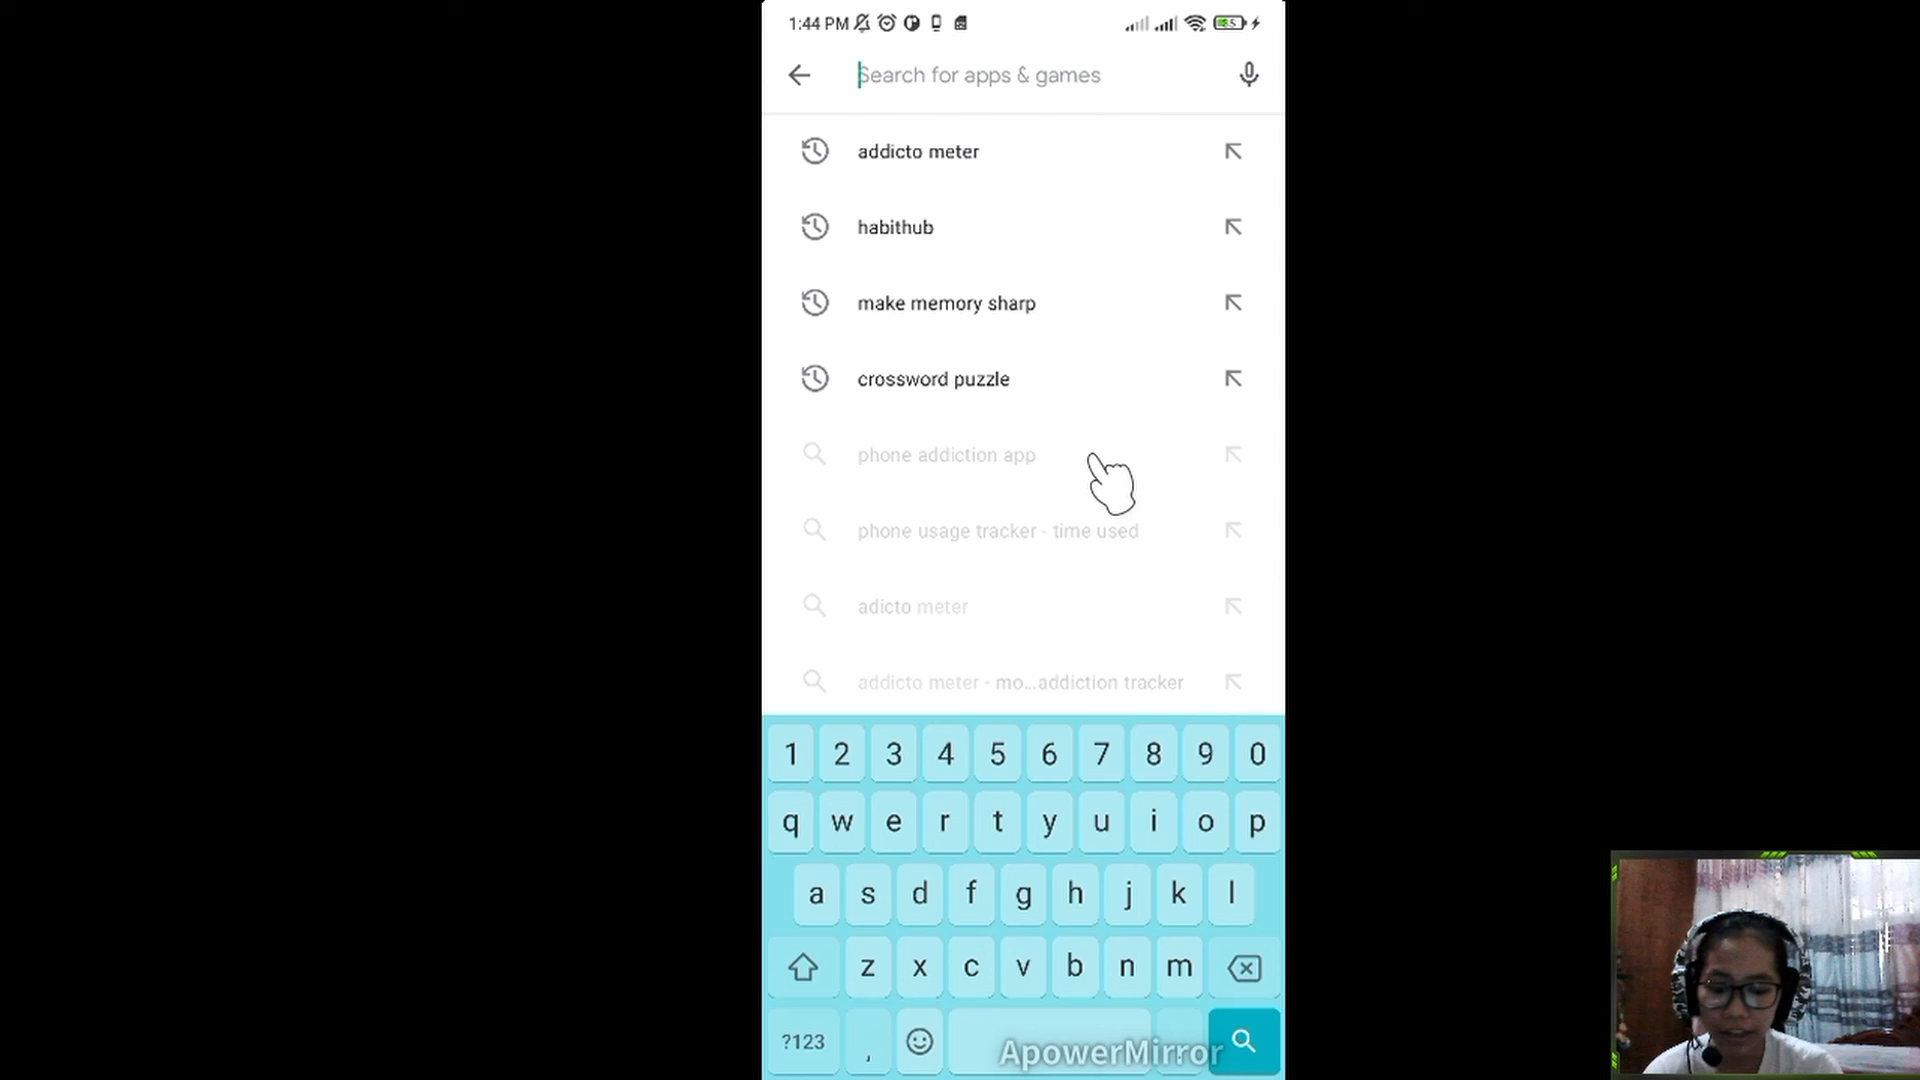 1:44 PM
55
Search for apps & games
addicto meter
habithub
make memory sharp
crossword puzzle
phone addiction app
phone usage tracker - time used
adicto meter
addicto meter - mo...addiction tracker
1 2 3 4 5 6 7 8 9 0
q w e r t y u i o p
a s d f g h j k l
z x c v b n m
?123 ,
ApowerMirror